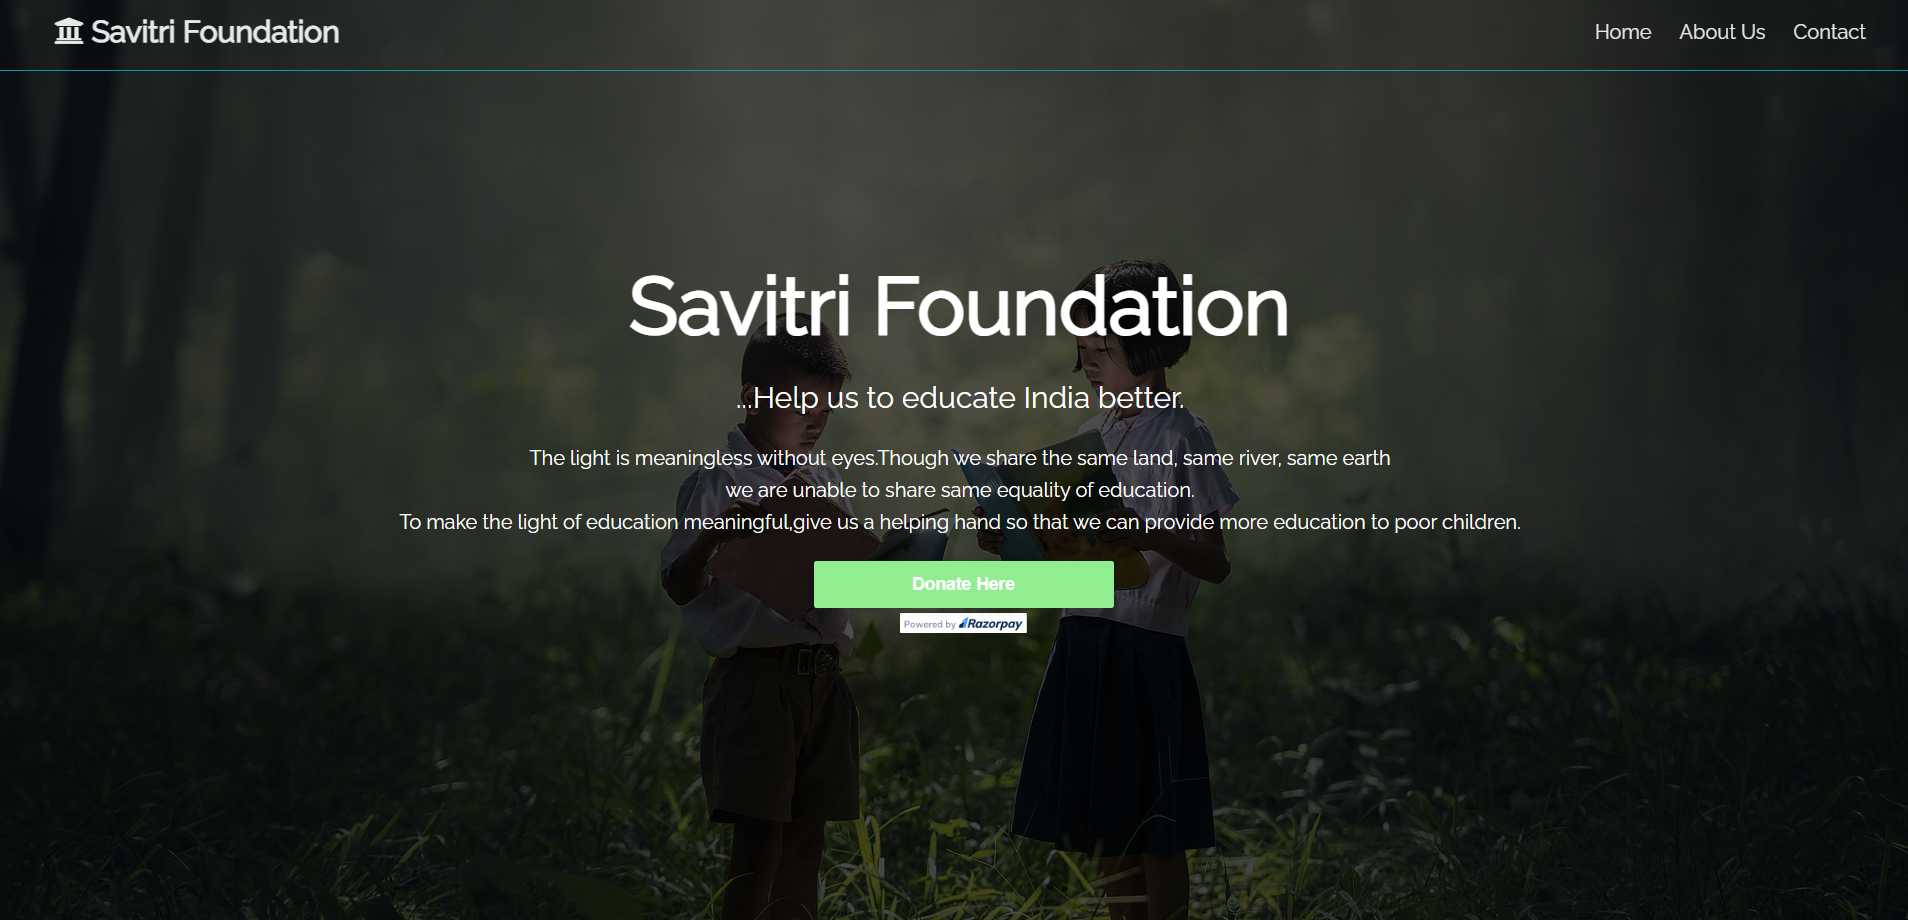 Savitri Foundation
Home
About Us
Contact
Savitri Foundation
...Help us to educate India better.
The light is meaningless without eyes.Though we share the same land, same river, same earth
we are unable to share same equality of education.
To make the light of education meaningful,give us a helping hand so that we can provide more education to poor children.
Donate Here
Powered by Razorpay